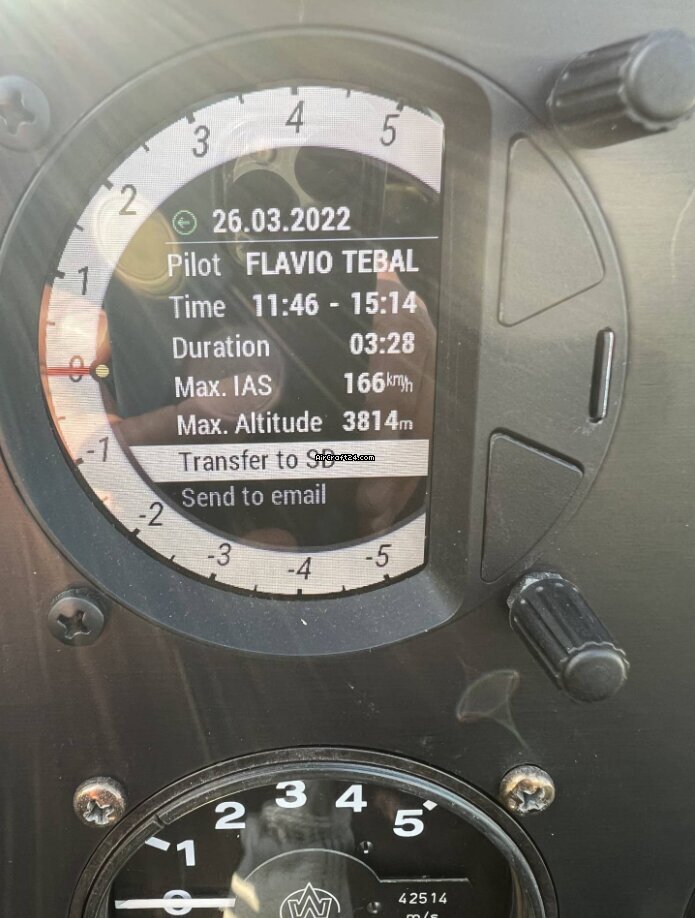 4
3
5
2
26.03.2022
Pilot FLAVIO TEBAL
1
Time 11:46 - 15:14
Duration 03:28
0
Max. IAS 166km/h
Max. Altitude 3814m
-1
Transfer to SD
AirCraft24.com
Send to email
-2
-3
-4
-5
3
4
2
5
1
0
W
42514
m/s